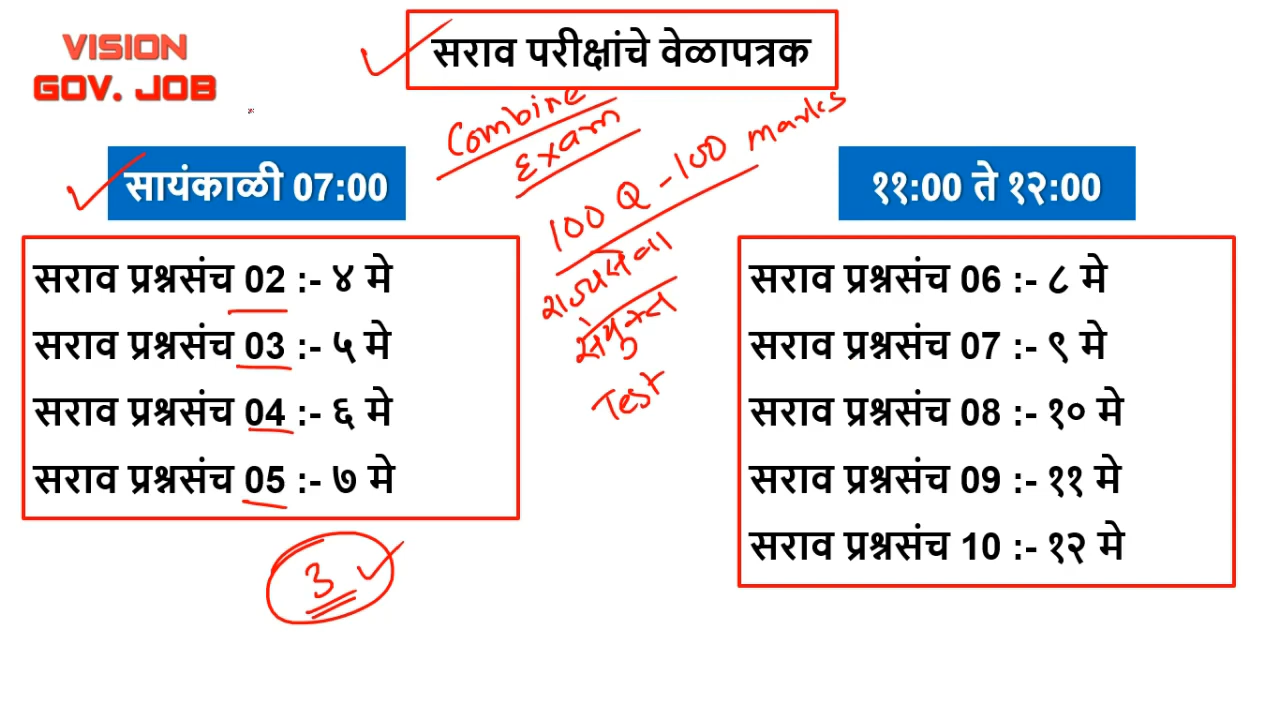 VISION
GOV. JOB
सराव परीक्षांचे वेळापत्रक
Combine
Exam
100 Q - 100 marks
राज्यसेवा
संयुक्त
Test
सायंकाळी 07:00
सराव प्रश्नसंच 02 :- ४ मे
सराव प्रश्नसंच 03 :- ५ मे
सराव प्रश्नसंच 04 :- ६ मे
सराव प्रश्नसंच 05 :- ७ मे
3
११:00 ते १२:00
सराव प्रश्नसंच 06 :- ८ मे
सराव प्रश्नसंच 07 :- ९ मे
सराव प्रश्नसंच 08 :- १० मे
सराव प्रश्नसंच 09 :- ११ मे
सराव प्रश्नसंच 10 :- १२ मे